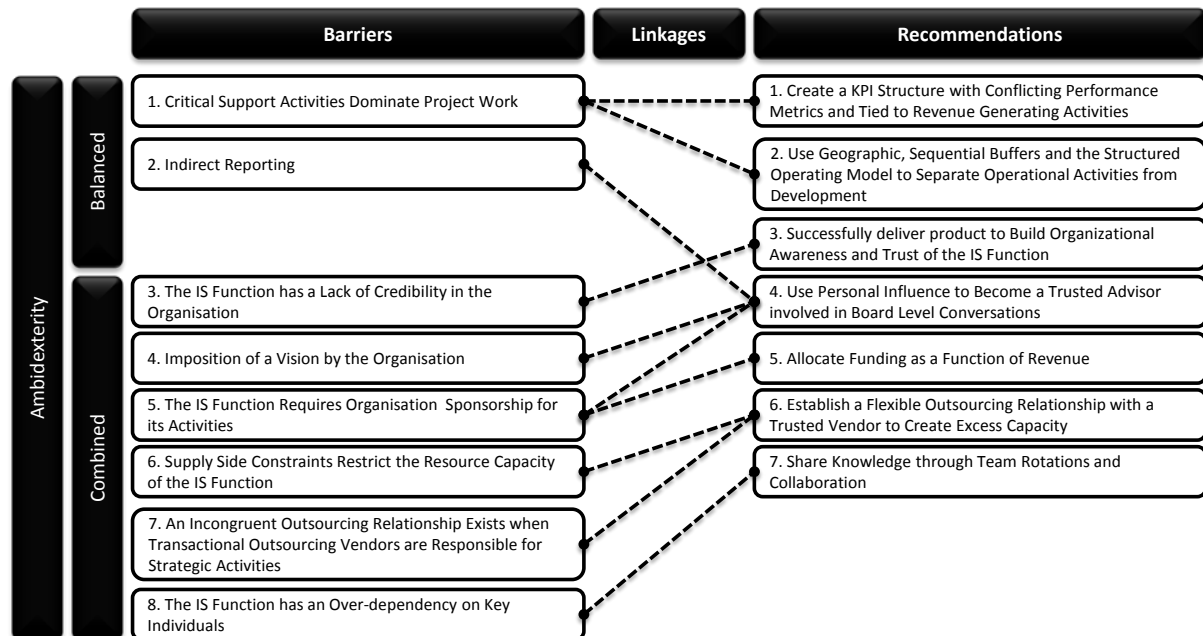 Barriers
Linkages
Recommendations
Ambidexterity
Balanced
Combined
1. Critical Support Activities Dominate Project Work
2. Indirect Reporting
3. The IS Function has a Lack of Credibility in the
Organisation
4. Imposition of a Vision by the Organisation
5. The IS Function Requires Organisation  Sponsorship for
its Activities
6. Supply Side Constraints Restrict the Resource Capacity
of the IS Function
7. An Incongruent Outsourcing Relationship Exists when
Transactional Outsourcing Vendors are Responsible for
Strategic Activities
8. The IS Function has an Over-dependency on Key
Individuals
1. Create a KPI Structure with Conflicting Performance
Metrics and Tied to Revenue Generating Activities
2. Use Geographic, Sequential Buffers and the Structured
Operating Model to Separate Operational Activities from
Development
3. Successfully deliver product to Build Organizational
Awareness and Trust of the IS Function
4. Use Personal Influence to Become a Trusted Advisor
involved in Board Level Conversations
5. Allocate Funding as a Function of Revenue
6. Establish a Flexible Outsourcing Relationship with a
Trusted Vendor to Create Excess Capacity
7. Share Knowledge through Team Rotations and
Collaboration